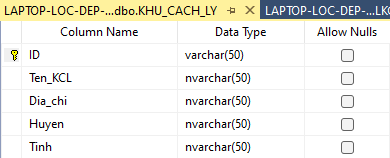 LAPTOP-LOC-DEP-...dbo.KHU_CACH_LY LAPTOP-LOC-DEP-...
Column Name Data Type Allow Nulls
ID varchar(50)
Ten_KCL nvarchar(50)
Dia_chi nvarchar(50)
Huyen nvarchar(50)
Tinh nvarchar(50)